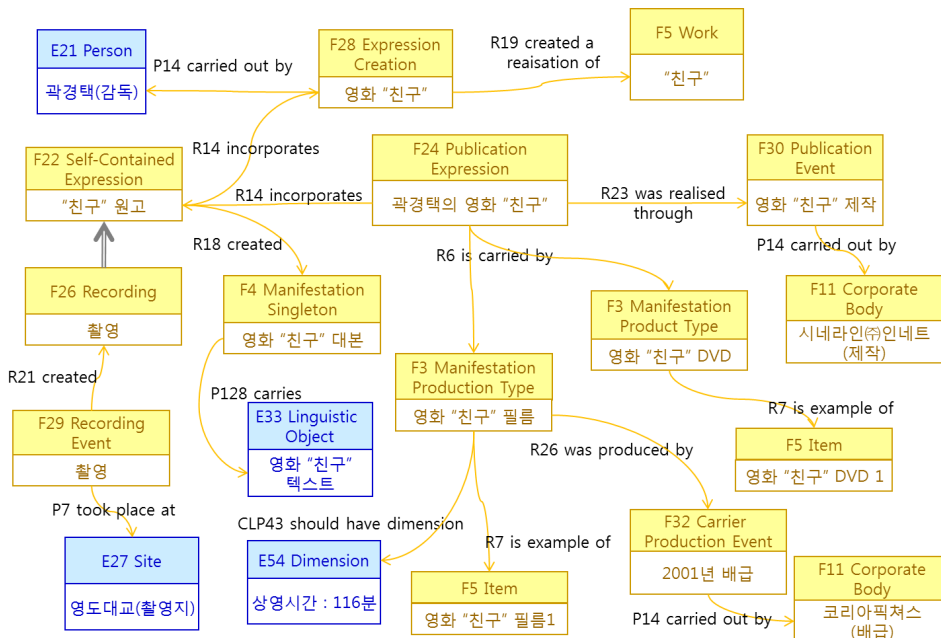 E21 Person
곽경택(감독)
P14 carried out by
F28 Expression
Creation
영화 “친구”
R19 created a
reaisation of
F5 Work
“친구”
R14 incorporates
F22 Self-Contained
Expression
“친구” 원고
R14 incorporates
F24 Publication
Expression
곽경택의 영화 “친구”
R23 was realised
through
F30 Publication
Event
영화 “친구” 제작
R18 created
R6 is carried by
P14 carried out by
F26 Recording
촬영
F4 Manifestation
Singleton
영화 “친구” 대본
F3 Manifestation
Product Type
영화 “친구” DVD
F11 Corporate
Body
시네라인㈜인네트
(제작)
R21 created
P128 carries
F3 Manifestation
Production Type
영화 “친구” 필름
R7 is example of
F29 Recording
Event
촬영
E33 Linguistic
Object
영화 “친구”
텍스트
R26 was produced by
F5 Item
영화 “친구” DVD 1
P7 took place at
CLP43 should have dimension
E27 Site
영도대교(촬영지)
E54 Dimension
상영시간 : 116분
R7 is example of
F5 Item
영화 “친구” 필름1
F32 Carrier
Production Event
2001년 배급
P14 carried out by
F11 Corporate
Body
코리아픽쳐스
(배급)